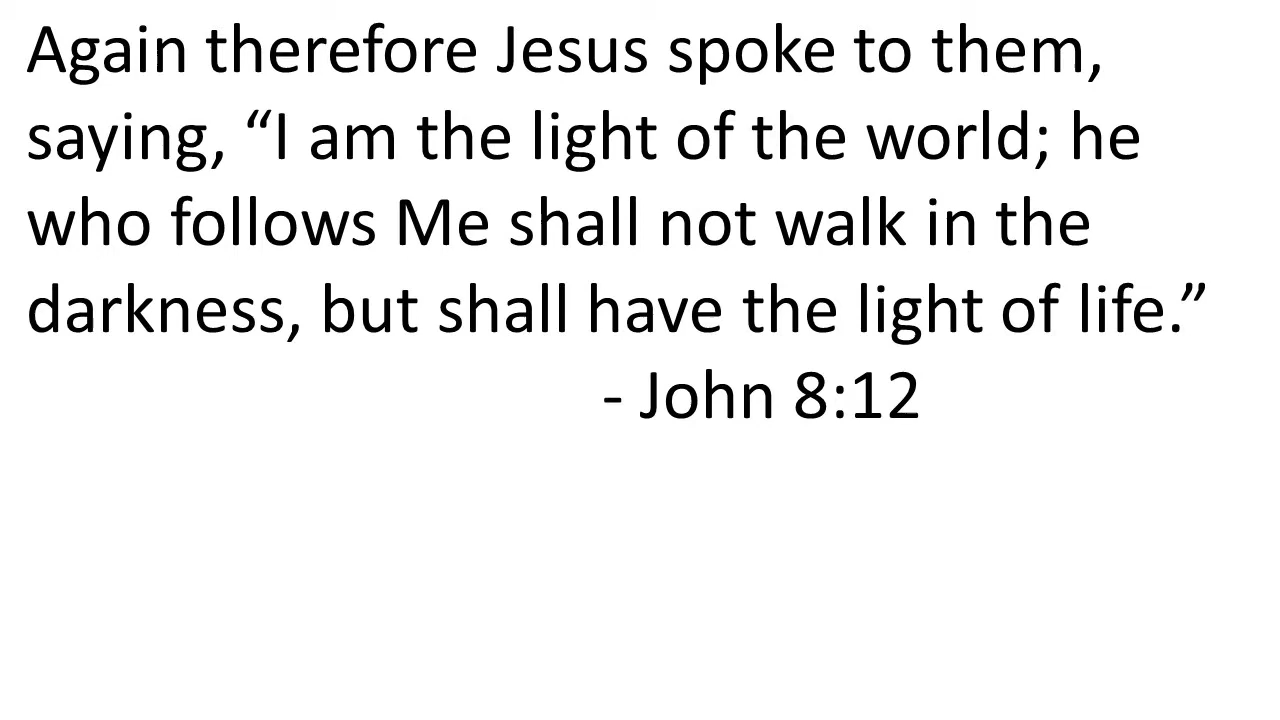 Again therefore Jesus spoke to them,
saying, “I am the light of the world; he
who follows Me shall not walk in the
darkness, but shall have the light of life.”
- John 8:12